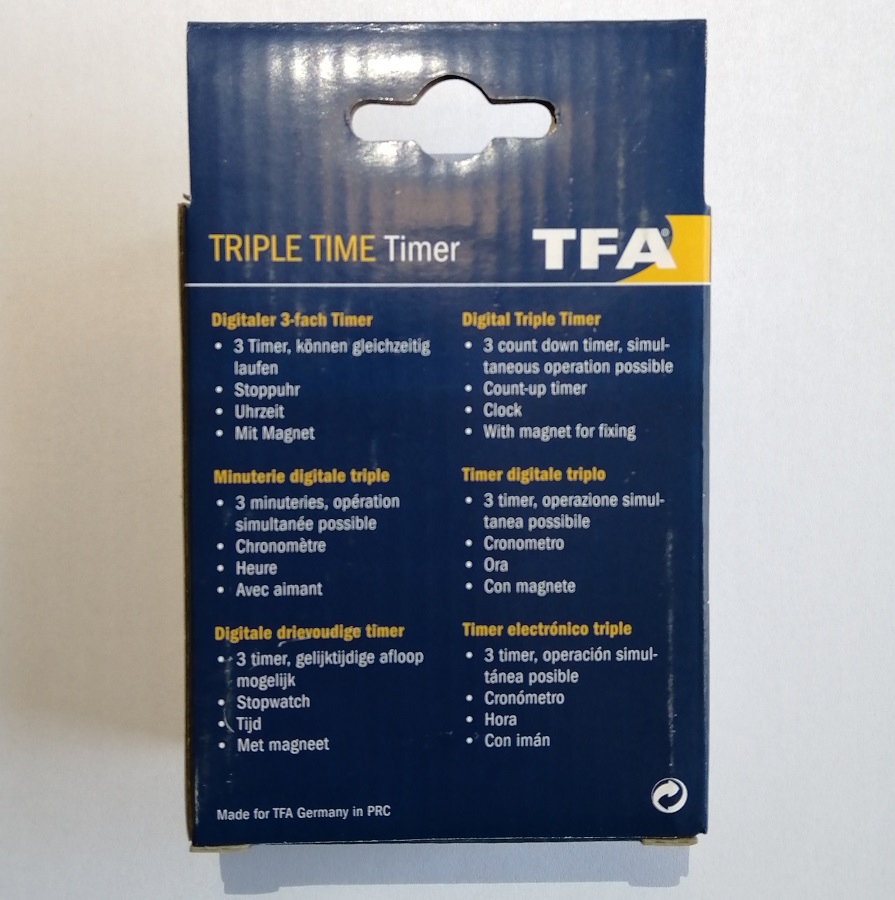 TRIPLE TIME Timer
TFA®
Digitaler 3-fach Timer
• 3 Timer, können gleichzeitig
laufen
• Stoppuhr
• Uhrzeit
• Mit Magnet
Digital Triple Timer
• 3 count down timer, simul-
taneous operation possible
• Count-up timer
• Clock
• With magnet for fixing
Minuterie digitale triple
• 3 minuteries, opération
simultanée possible
• Chronomètre
• Heure
• Avec aimant
Timer digitale triplo
• 3 timer, operazione simul-
tanea possibile
• Cronometro
• Ora
• Con magnete
Digitale drievoudige timer
• 3 timer, gelijktijdige afloop
mogelijk
• Stopwatch
• Tijd
• Met magneet
Timer electrónico triple
• 3 timer, operación simul-
tánea posible
• Cronómetro
• Hora
• Con imán
Made for TFA Germany in PRC